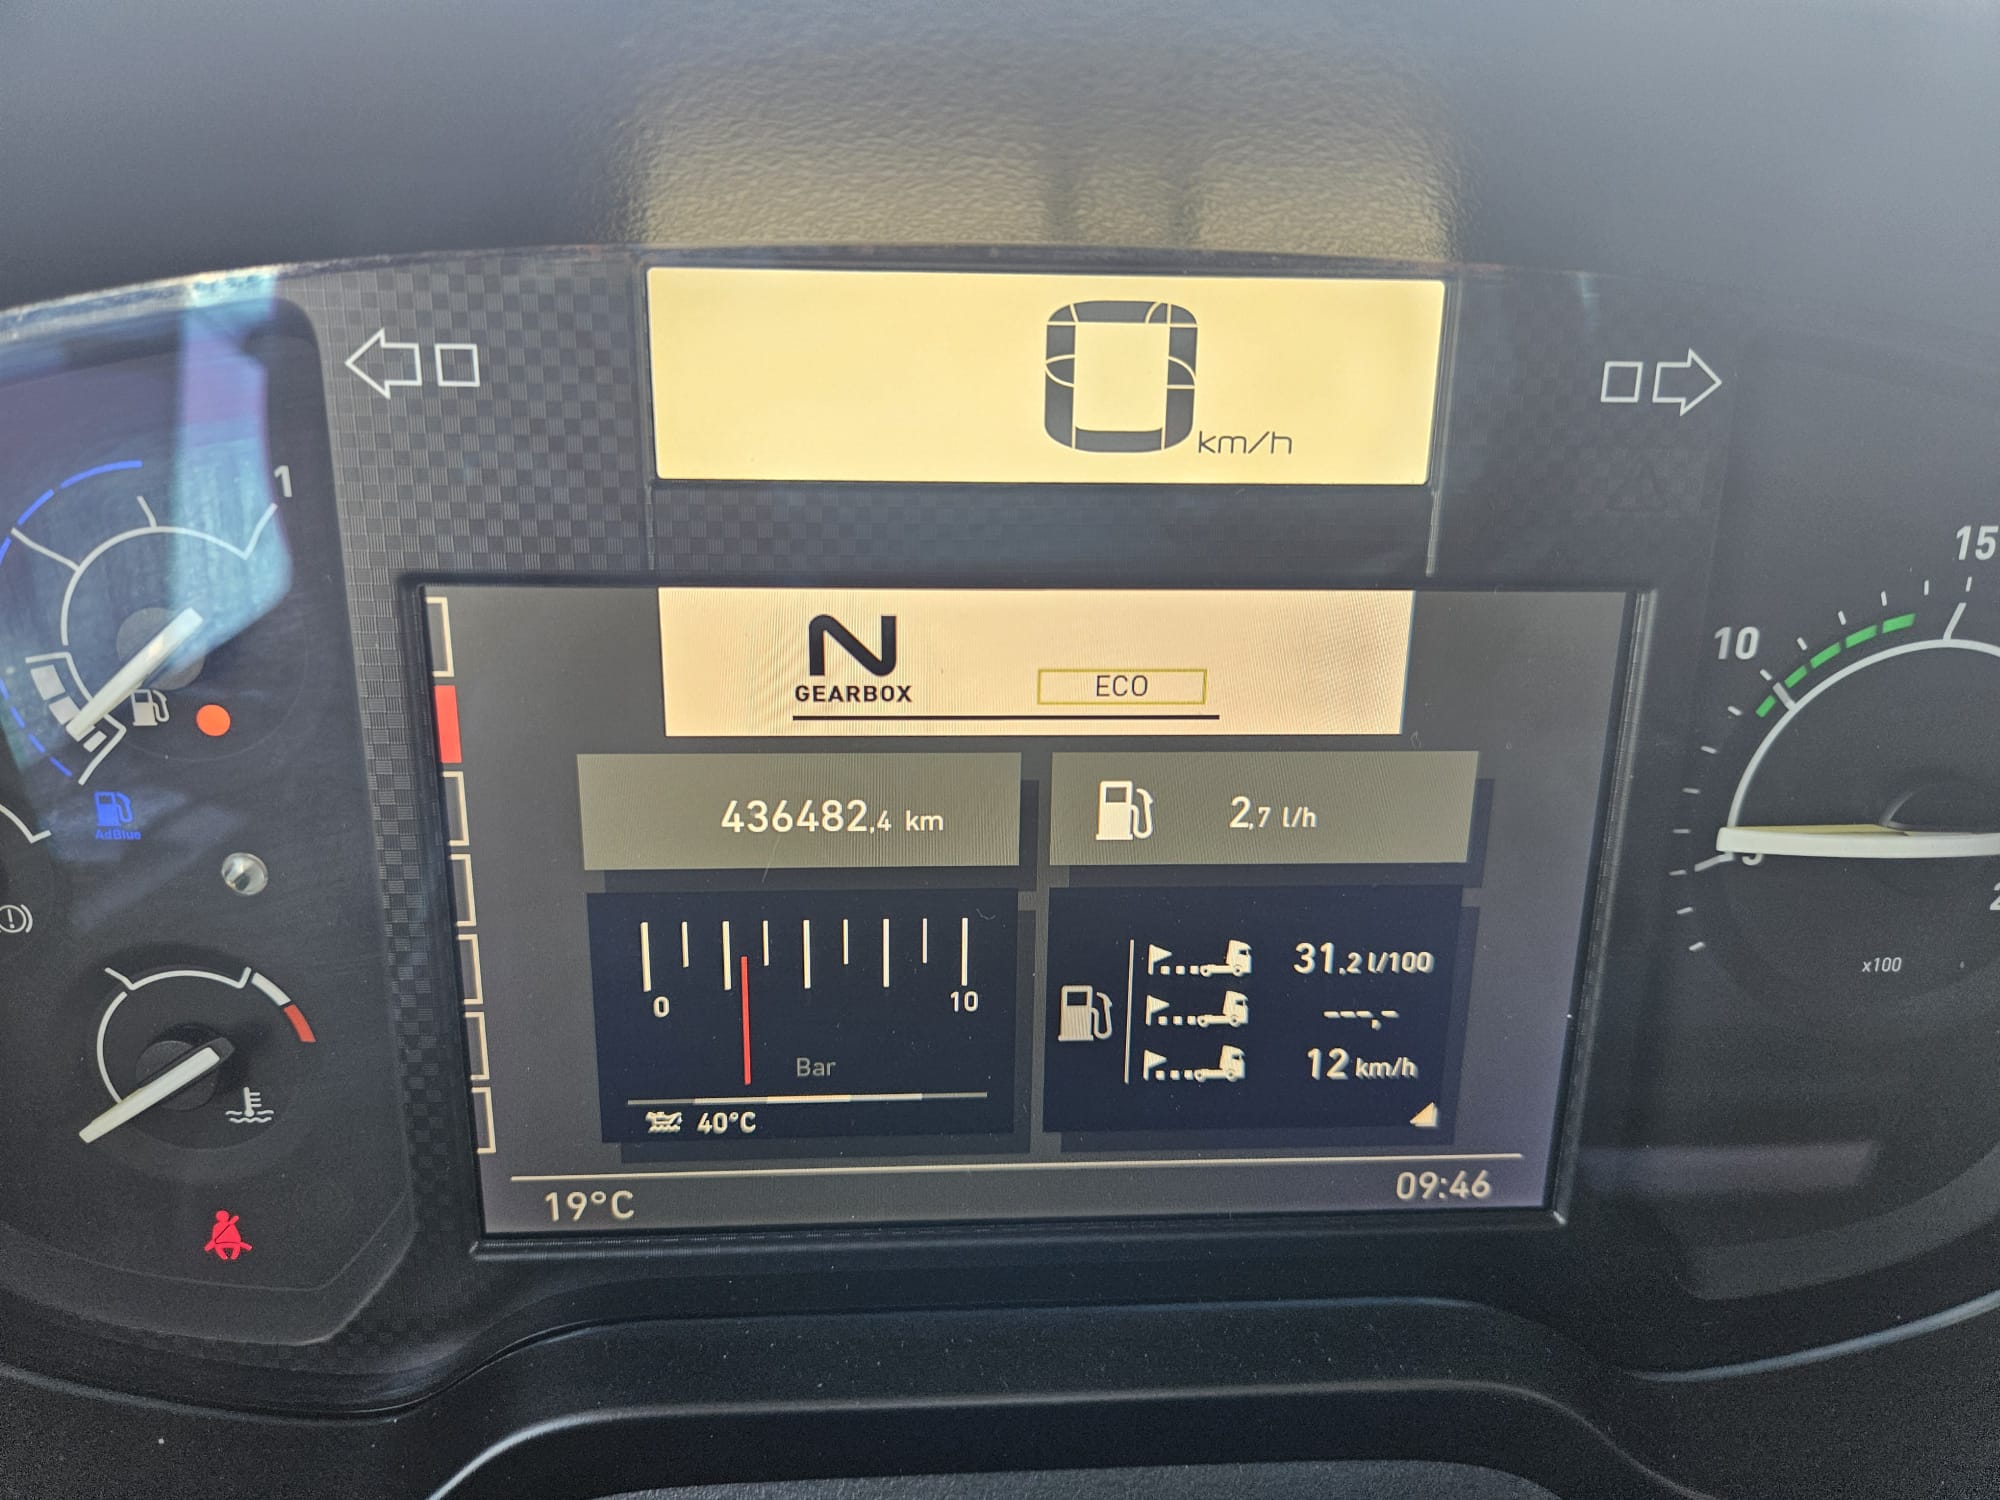 0 km/h
1
15
10
N
GEARBOX
ECO
436482,4 km
2,7 l/h
AdBlue
5
31,2 l/100
---,-
12 km/h
0
10
Bar
40°C
x100
19°C
09:46